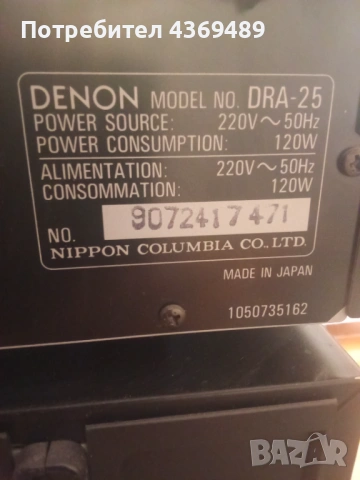 Потребител 4369489
DENON MODEL NO. DRA-25
POWER SOURCE: 220V~50Hz
POWER CONSUMPTION: 120W
ALIMENTATION: 220V~50Hz
CONSOMMATION: 120W
NO. 9072417471
NIPPON COLUMBIA CO. LTD.
MADE IN JAPAN
1050735162
BAZAR